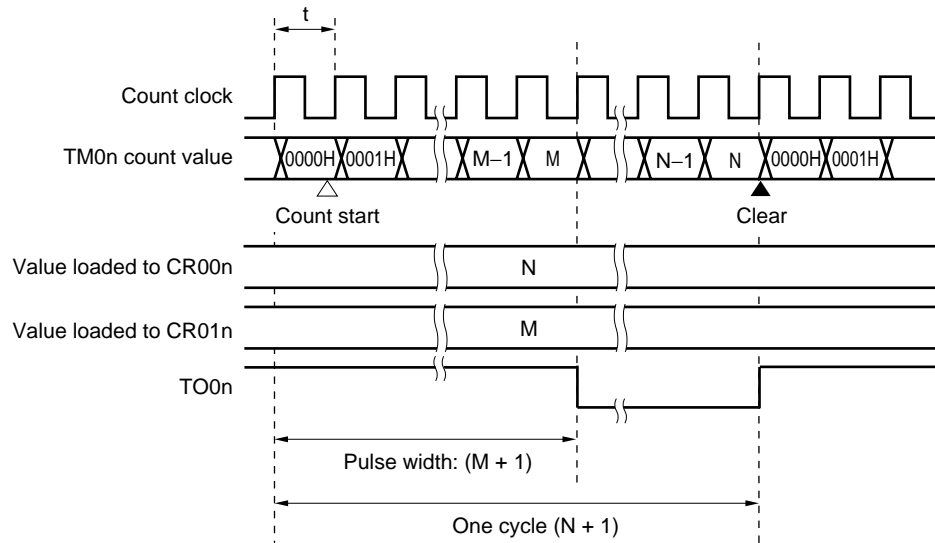 t
Count clock
TM0n count value 0000H 0001H M−1 M N−1 N 0000H 0001H
Count start Clear
Value loaded to CR00n N
Value loaded to CR01n M
TO0n
Pulse width: (M + 1)
One cycle (N + 1)